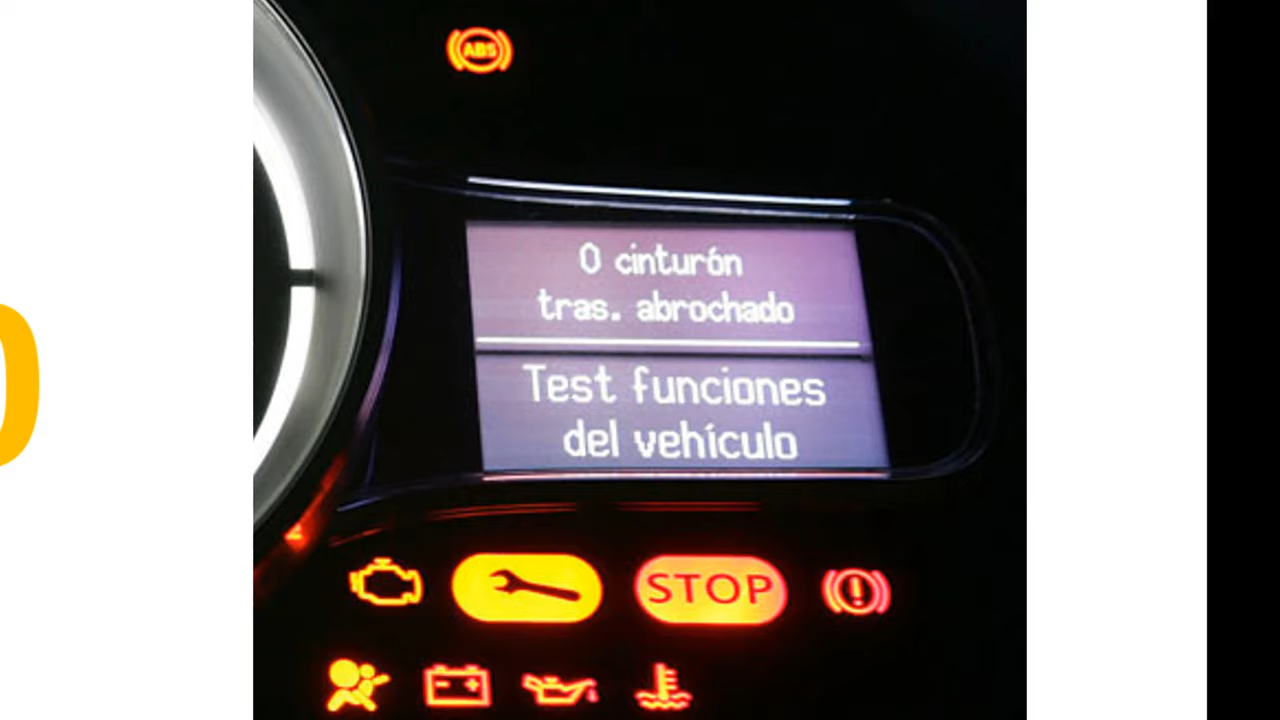 ABS
0 cinturón
tras. abrochado
Test funciones
del vehículo
STOP